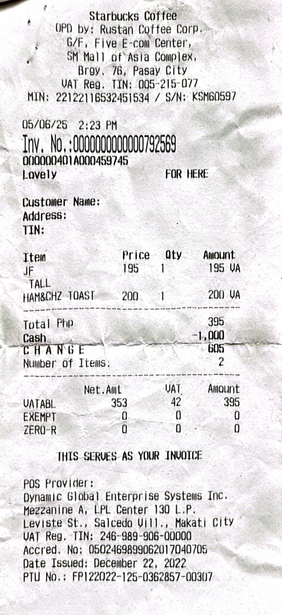 Starbucks Coffee
OPD by: Rustan Coffee Corp.
G/F, Five E-com Center,
SM Mall of Asia Complex,
Brgy. 76, Pasay City
VAT Reg. TIN: 005-215-077
MIN: 22122118532451534 / S/N: KSM60597
05/06/25 2:23 PM
Inv. No.:0000000000000792569
000000401A000459745
Lovely FOR HERE
Customer Name:
Address:
TIN:
Item Price Qty Amount
JF 195 1 195 VA
TALL
HAM&CHZ TOAST 200 1 200 VA
Total Php 395
Cash -1,000
CHANGE 605
Number of Items: 2
Net.Amt VAT Amount
VATABL 353 42 395
EXEMPT 0 0 0
ZERO-R 0 0 0
THIS SERVES AS YOUR INVOICE
POS Provider:
Dynamic Global Enterprise Systems Inc.
Mezzanine A, LPL Center 130 L.P.
Leviste St., Salcedo Vill., Makati City
VAT Reg. TIN: 246-989-906-00000
Accred. No: 05024698990620170407​05
Date Issued: December 22, 2022
PTU No.: FP122022-125-0362857-00307